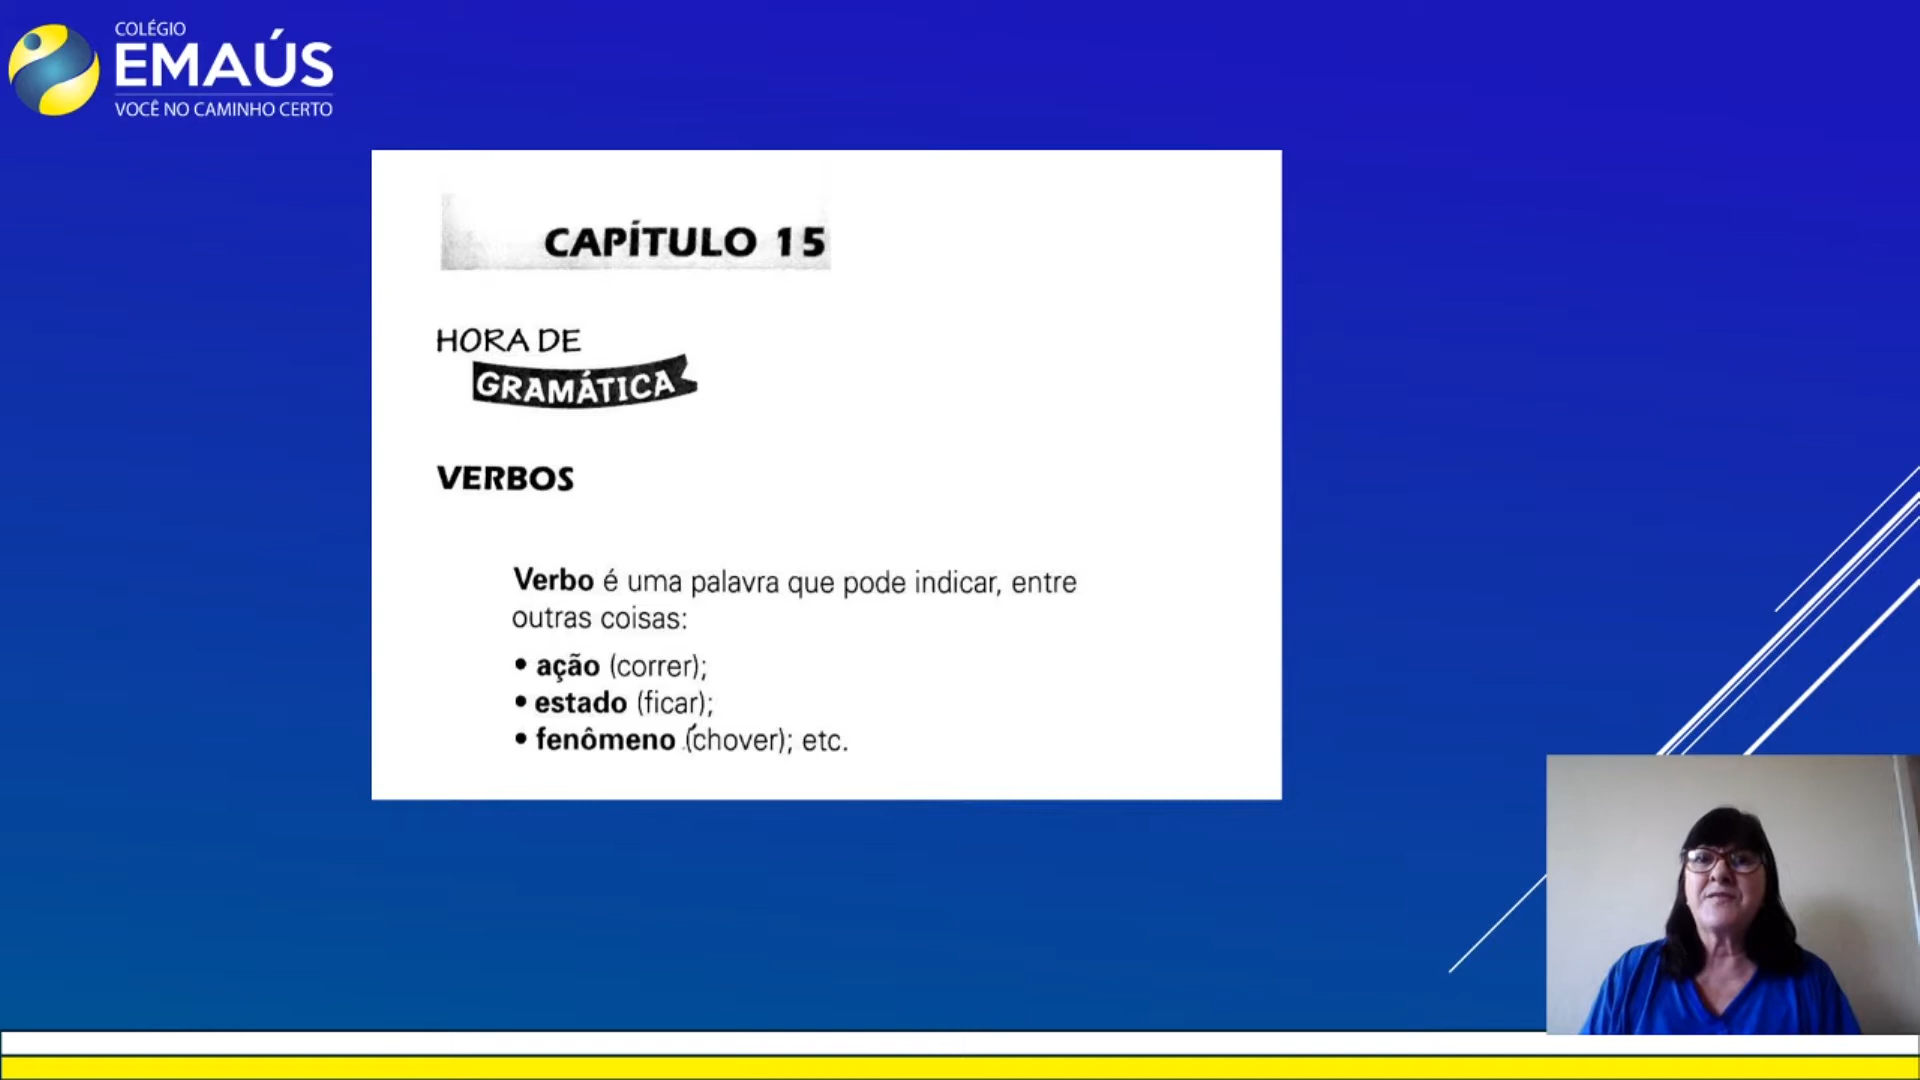 COLÉGIO
EMAÚS
VOCÊ NO CAMINHO CERTO
CAPÍTULO 15
HORA DE
GRAMÁTICA
VERBOS
Verbo é uma palavra que pode indicar, entre
outras coisas:
• ação (correr);
• estado (ficar);
• fenômeno (chover); etc.